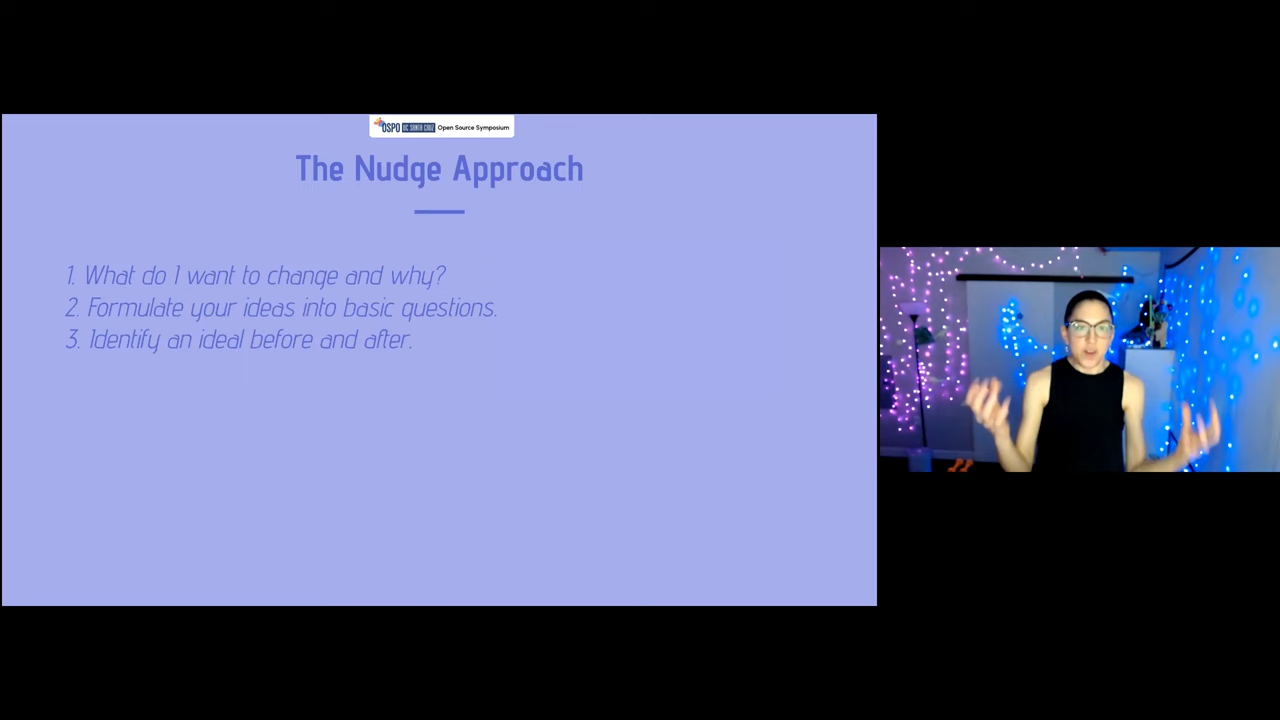 OSPO UC SANTA CRUZ Open Source Symposium
The Nudge Approach
1. What do I want to change and why?
2. Formulate your ideas into basic questions.
3. Identify an ideal before and after.